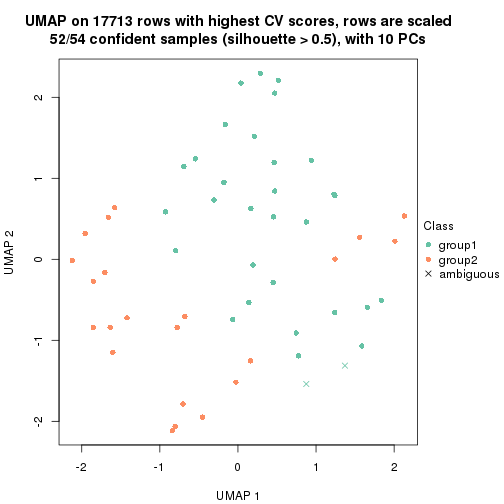 UMAP on 17713 rows with highest CV scores, rows are scaled
52/54 confident samples (silhouette > 0.5), with 10 PCs
2
1
0
-1
-2
UMAP 2
-2
-1
0
1
2
UMAP 1
Class
group1
group2
ambiguous